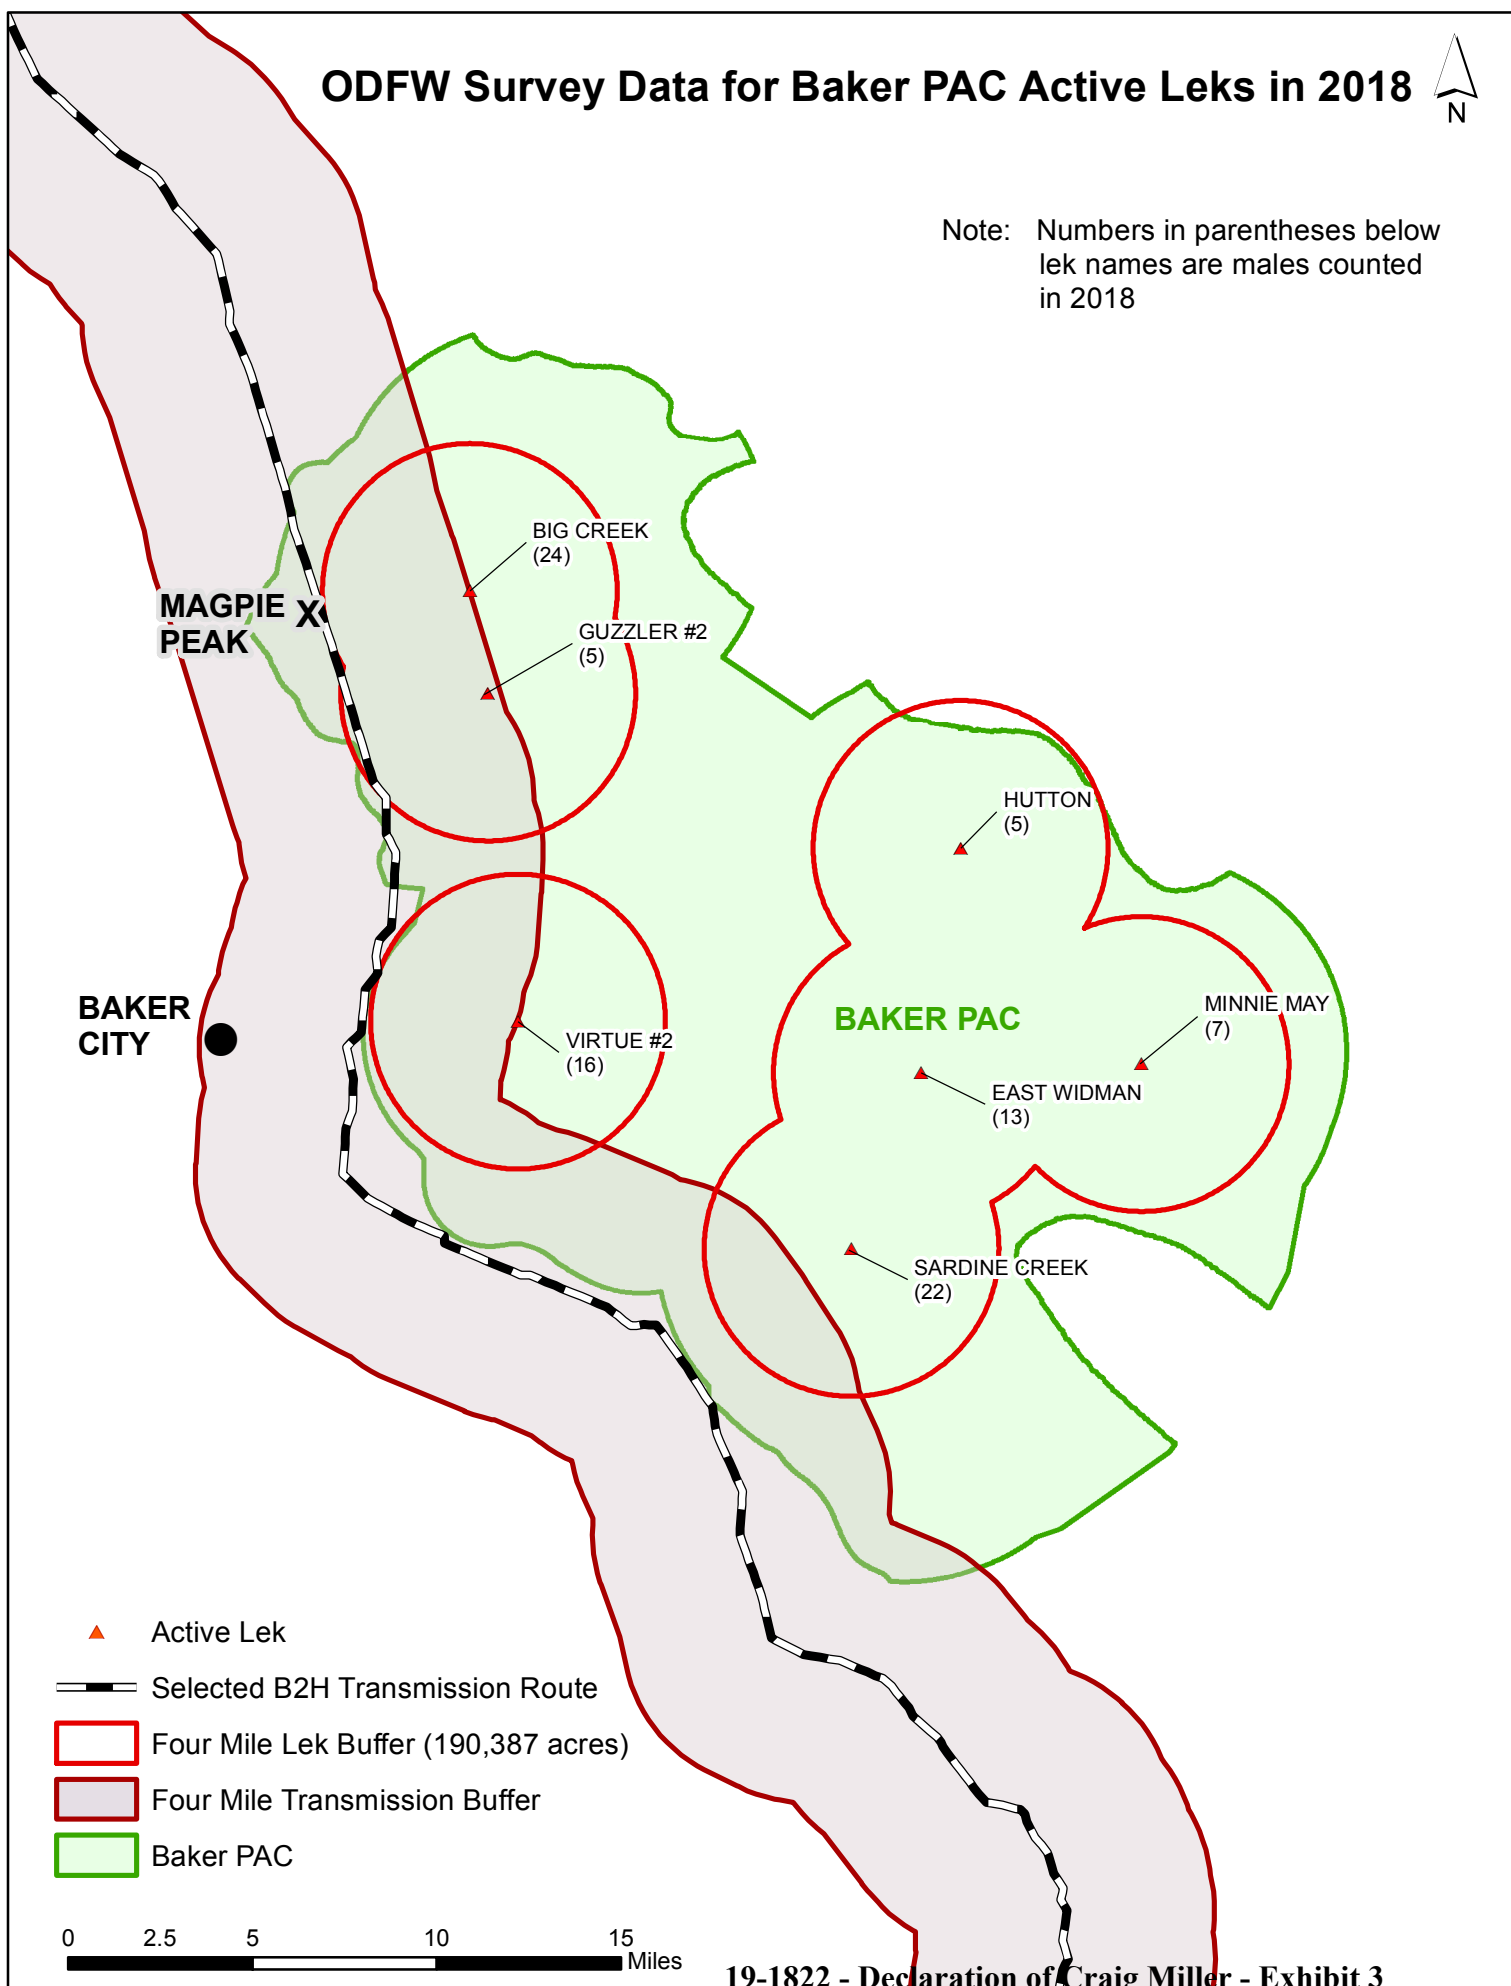 ODFW Survey Data for Baker PAC Active Leks in 2018
N
Note: Numbers in parentheses below
lek names are males counted
in 2018
BIG CREEK
(24)
MAGPIE X
PEAK
GUZZLER #2
(5)
HUTTON
(5)
BAKER
CITY
BAKER PAC
MINNIE MAY
(7)
VIRTUE #2
(16)
EAST WIDMAN
(13)
SARDINE CREEK
(22)
Active Lek
Selected B2H Transmission Route
Four Mile Lek Buffer (190,387 acres)
Four Mile Transmission Buffer
Baker PAC
0 2.5 5 10 15
Miles
19-1822 - Declaration of Craig Miller - Exhibit 3